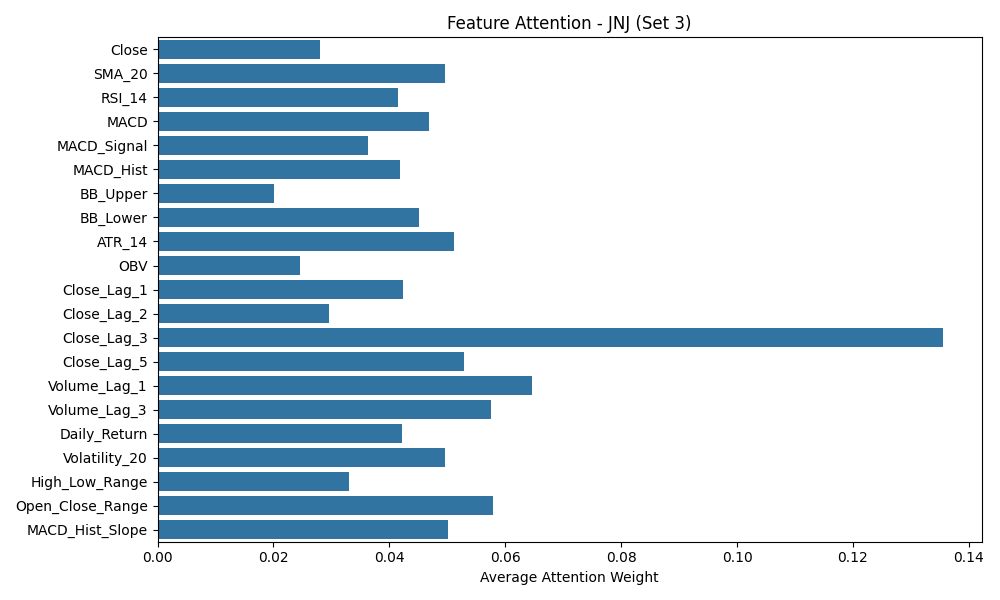 Feature Attention - JNJ (Set 3)
Close
SMA_20
RSI_14
MACD
MACD_Signal
MACD_Hist
BB_Upper
BB_Lower
ATR_14
OBV
Close_Lag_1
Close_Lag_2
Close_Lag_3
Close_Lag_5
Volume_Lag_1
Volume_Lag_3
Daily_Return
Volatility_20
High_Low_Range
Open_Close_Range
MACD_Hist_Slope
0.00 0.02 0.04 0.06 0.08 0.10 0.12 0.14
Average Attention Weight